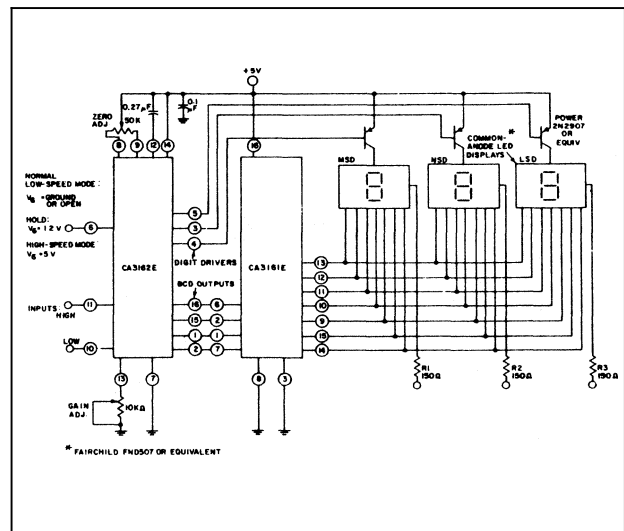 +5V
0.27µF
0.1
µF
ZERO
ADJ
50K
8
9
12
14
16
POWER
2N2907
OR
EQUIV
COMMON-
ANODE LED
DISPLAYS
*
MSD
NSD
LSD
NORMAL
LOW-SPEED MODE:
V6 = GROUND
OR OPEN
HOLD:
V6 = 1.2 V
6
HIGH-SPEED MODE:
V6 = 5 V
5
3
4
DIGIT DRIVERS
CA3162E
CA3161E
BCD OUTPUTS
INPUTS:
HIGH
11
LOW
10
16
6
15
2
1
1
2
7
13
12
11
10
9
15
14
13
7
8
3
GAIN
ADJ.
10KΩ
R1
150Ω
R2
150Ω
R3
150Ω
* FAIRCHILD FND507 OR EQUIVALENT